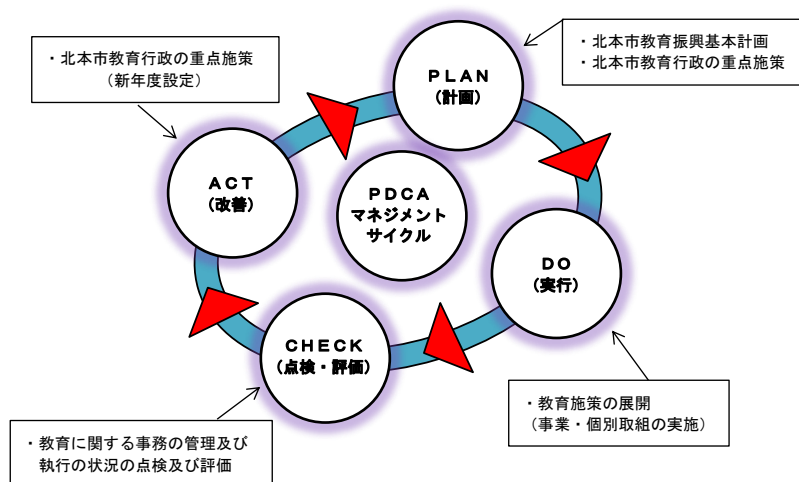 ・北本市教育行政の重点施策
（新年度設定）
・北本市教育振興基本計画
・北本市教育行政の重点施策
ＰＬＡＮ
（計画）
ＡＣＴ
（改善）
ＰＤＣＡ
マネジメント
サイクル
ＤＯ
（実行）
ＣＨＥＣＫ
（点検・評価）
・教育施策の展開
（事業・個別取組の実施）
・教育に関する事務の管理及び
執行の状況の点検及び評価